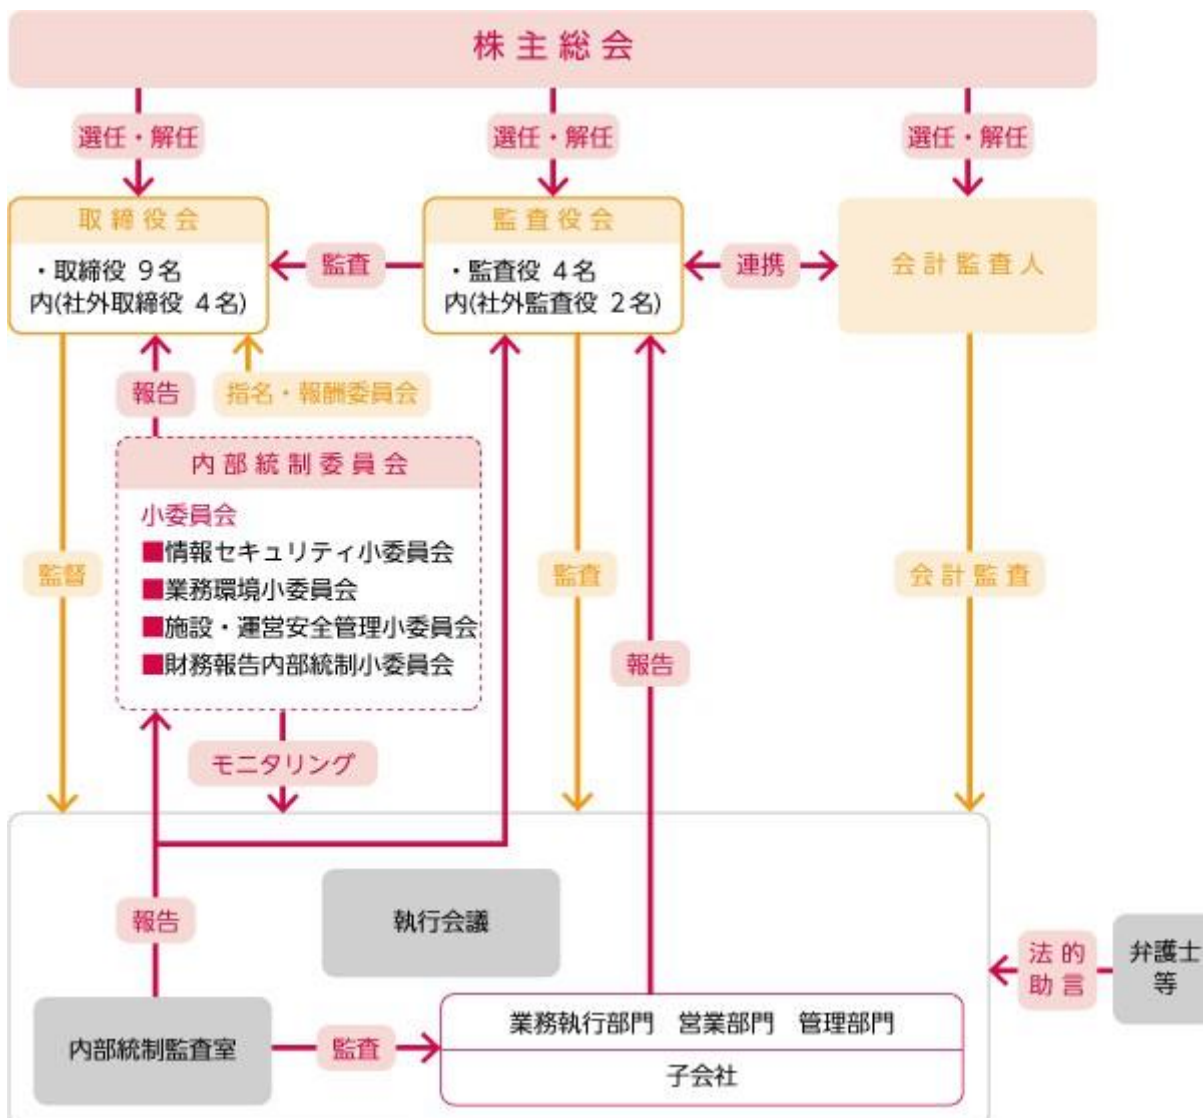 株主総会
選任・解任
選任・解任
選任・解任
取締役会
・取締役 9名
内(社外取締役 4名)
監査
監査役会
・監査役 4名
内(社外監査役 2名)
連携
会計監査人
報告
指名・報酬委員会
内部統制委員会
小委員会
■情報セキュリティ小委員会
■業務環境小委員会
■施設・運営安全管理小委員会
■財務報告内部統制小委員会
監督
監査
会計監査
報告
モニタリング
報告
執行会議
法的
助言
弁護士
等
内部統制監査室
監査
業務執行部門 営業部門 管理部門
子会社